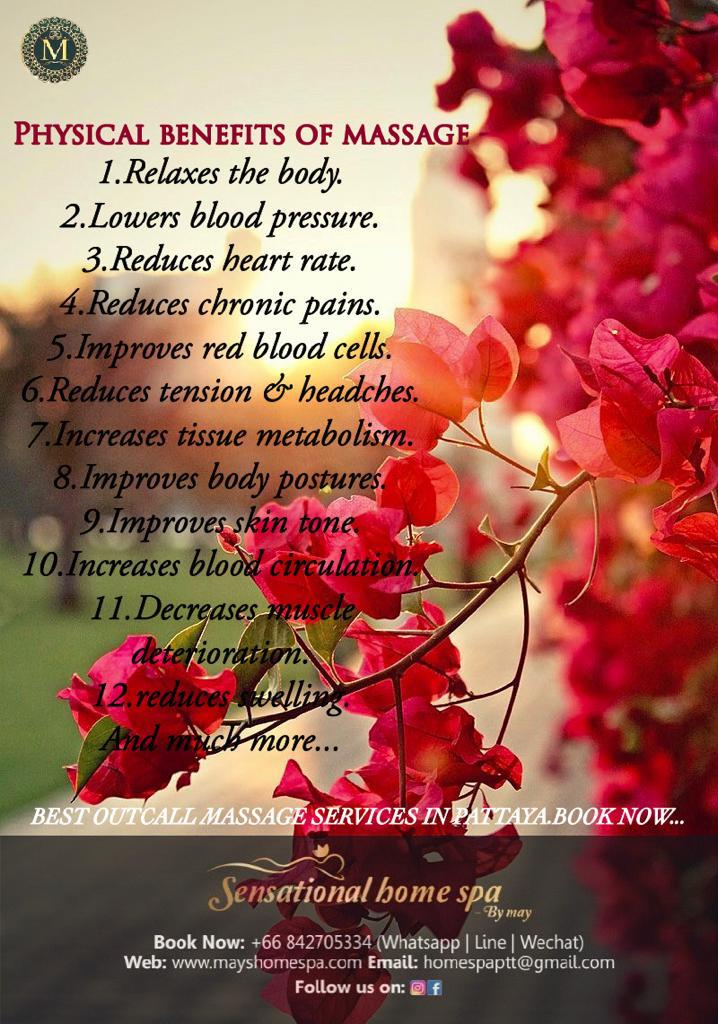 M
PHYSICAL BENEFITS OF MASSAGE
1.Relaxes the body.
2.Lowers blood pressure.
3.Reduces heart rate.
4.Reduces chronic pains.
5.Improves red blood cells.
6.Reduces tension & headches.
7.Increases tissue metabolism.
8.Improves body postures.
9.Improves skin tone.
10.Increases blood circulation.
11.Decreases muscle
deterioration.
12.reduces swelling.
And much more...
BEST OUTCALL MASSAGE SERVICES IN PATTAYA.BOOK NOW...
Sensational home spa
- By may
Book Now: +66 842705334 (Whatsapp | Line | Wechat)
Web: www.mayshomespa.com Email: homespaptt@gmail.com
Follow us on: